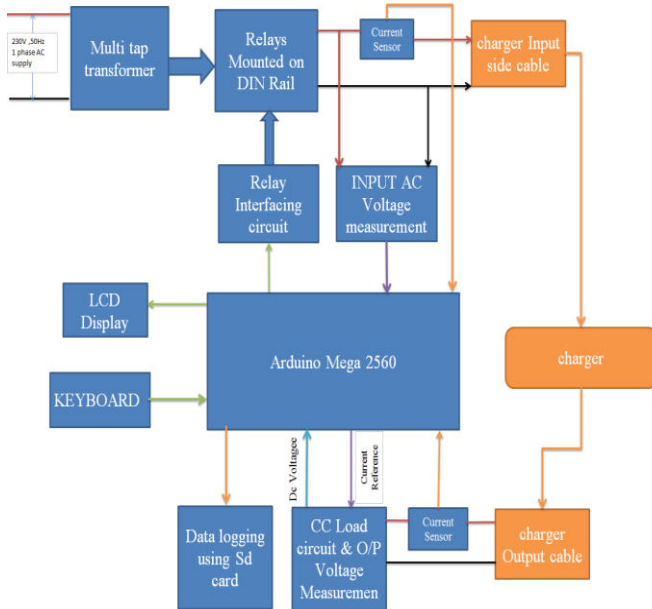 230V ,50Hz
1 phase AC
supply
Multi tap
transformer
Relays
Mounted on
DIN Rail
Current
Sensor
charger Input
side cable
Relay
Interfacing
circuit
INPUT AC
Voltage
measurement
LCD
Display
Arduino Mega 2560
charger
KEYBOARD
Dc Voltagee
Current
Reference
Data logging
using Sd
card
CC Load
circuit & O/P
Voltage
Measuremen
Current
Sensor
charger
Output cable